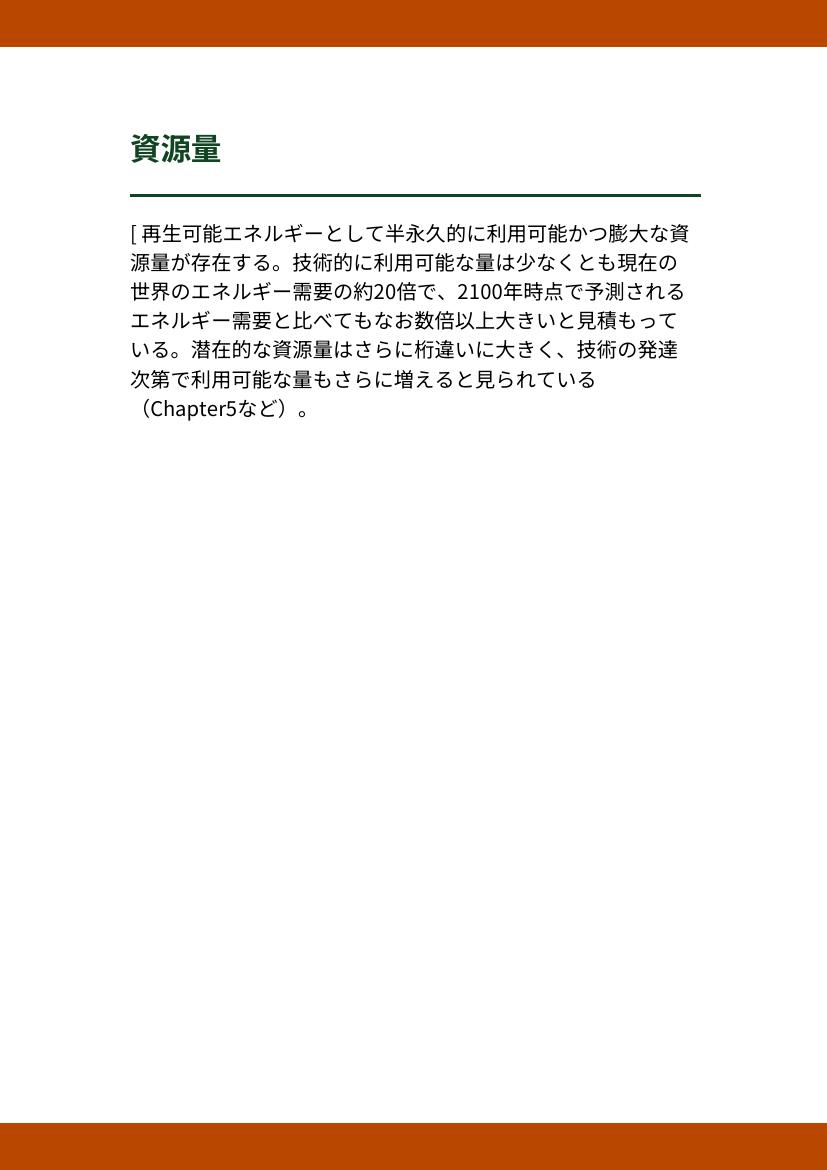 資源量
[ 再生可能エネルギーとして半永久的に利用可能かつ膨大な資
源量が存在する。技術的に利用可能な量は少なくとも現在の
世界のエネルギー需要の約20倍で、2100年時点で予測される
エネルギー需要と比べてもなお数倍以上大きいと見積もって
いる。潜在的な資源量はさらに桁違いに大きく、技術の発達
次第で利用可能な量もさらに増えると見られている
（Chapter5など）。